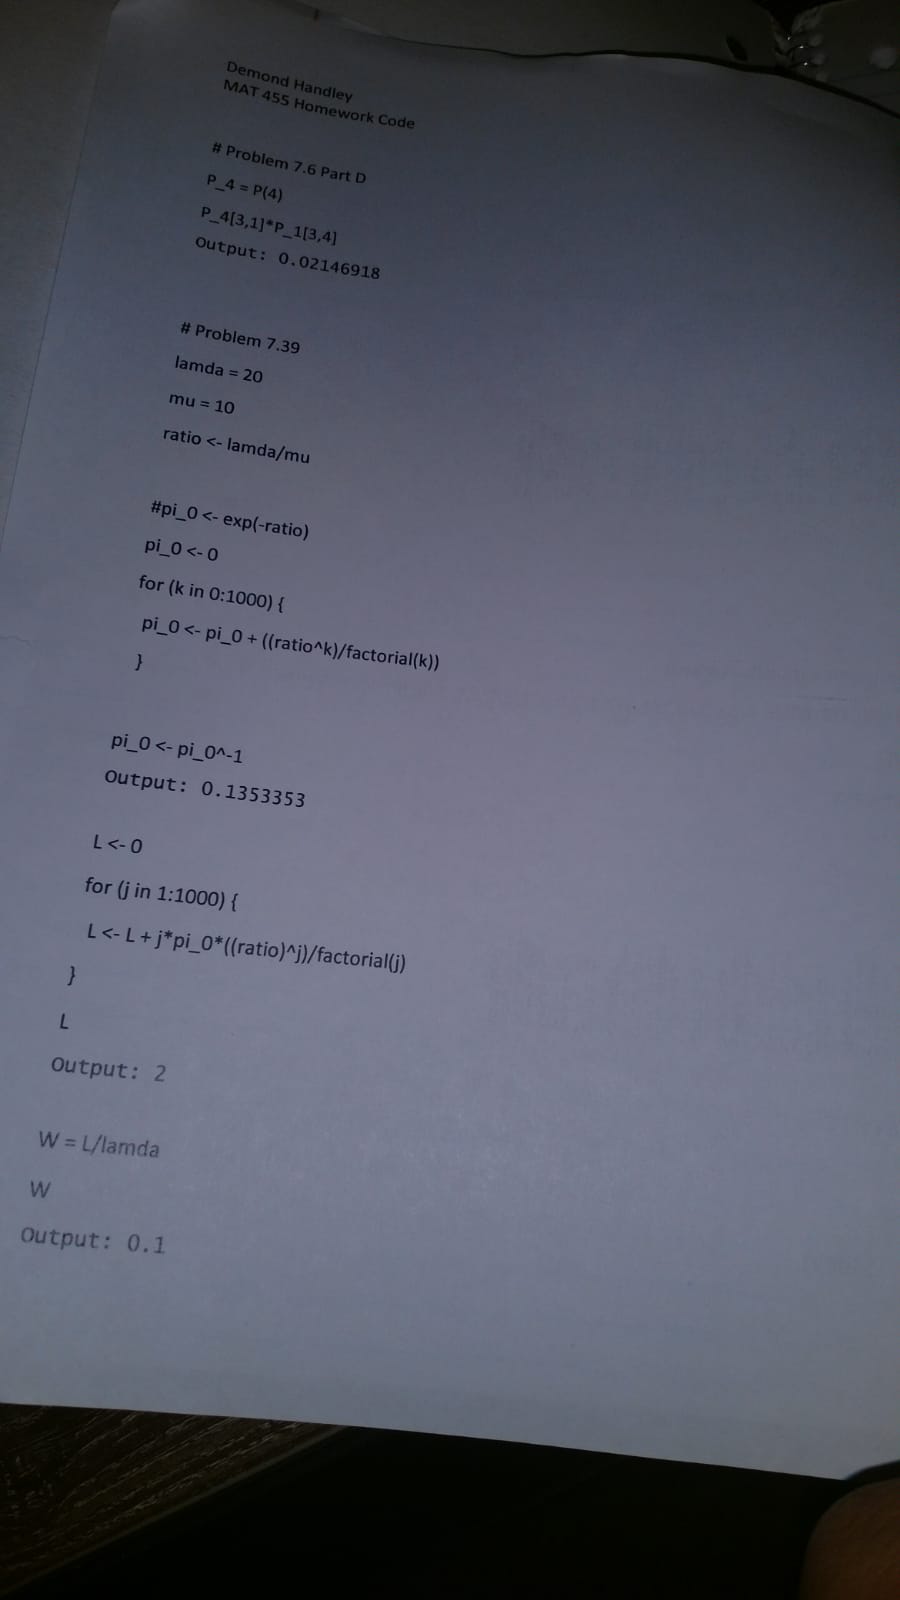 Demond Handley
MAT 455 Homework Code
# Problem 7.6 Part D
P_4 = P(4)
P_4[3,1]*P_1[3,4]
Output: 0.02146918
# Problem 7.39
lamda = 20
mu = 10
ratio <- lamda/mu
#pi_0 <- exp(-ratio)
pi_0 <- 0
for (k in 0:1000) {
pi_0 <- pi_0 + ((ratio^k)/factorial(k))
}
pi_0 <- pi_0^-1
Output: 0.1353353
L <- 0
for (j in 1:1000) {
L <- L + j*pi_0*((ratio)^j)/factorial(j)
}
L
Output: 2
W = L/lamda
W
Output: 0.1